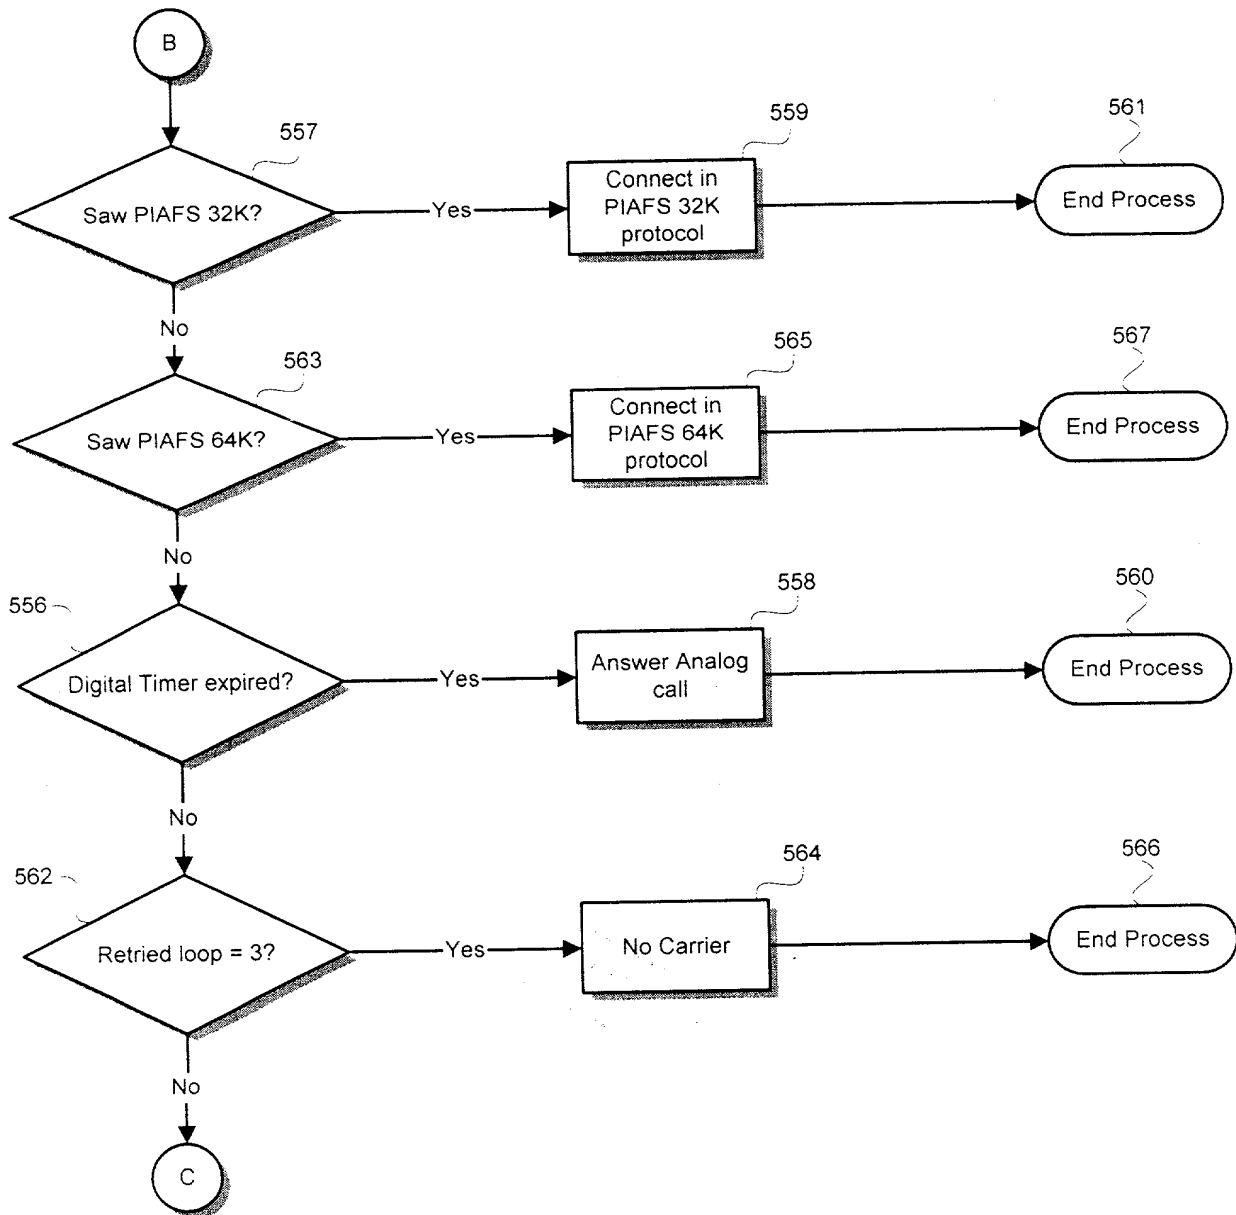 B
557
559
561
Saw PIAFS 32K?
Yes
Connect in
PIAFS 32K
protocol
End Process
No
563
565
567
Saw PIAFS 64K?
Yes
Connect in
PIAFS 64K
protocol
End Process
No
556
558
560
Digital Timer expired?
Yes
Answer Analog
call
End Process
No
562
564
566
Retried loop = 3?
Yes
No Carrier
End Process
No
C